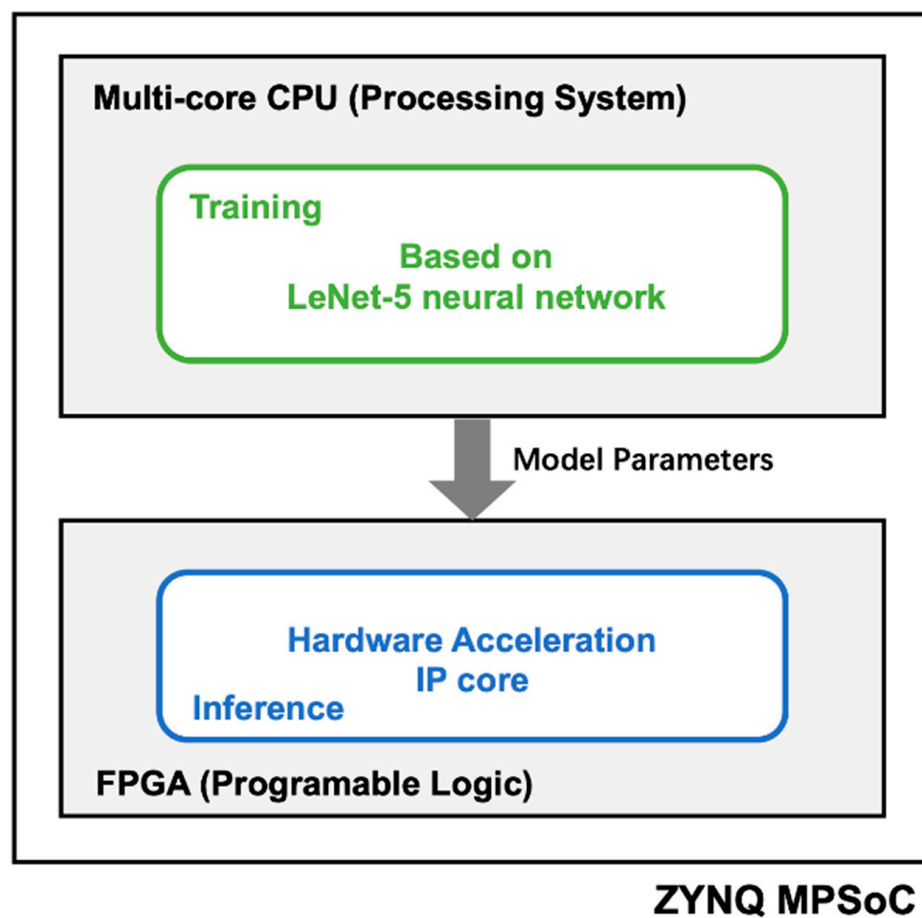 Multi-core CPU (Processing System)
Training
Based on
LeNet-5 neural network
Model Parameters
Hardware Acceleration
IP core
Inference
FPGA (Programable Logic)
ZYNQ MPSoC